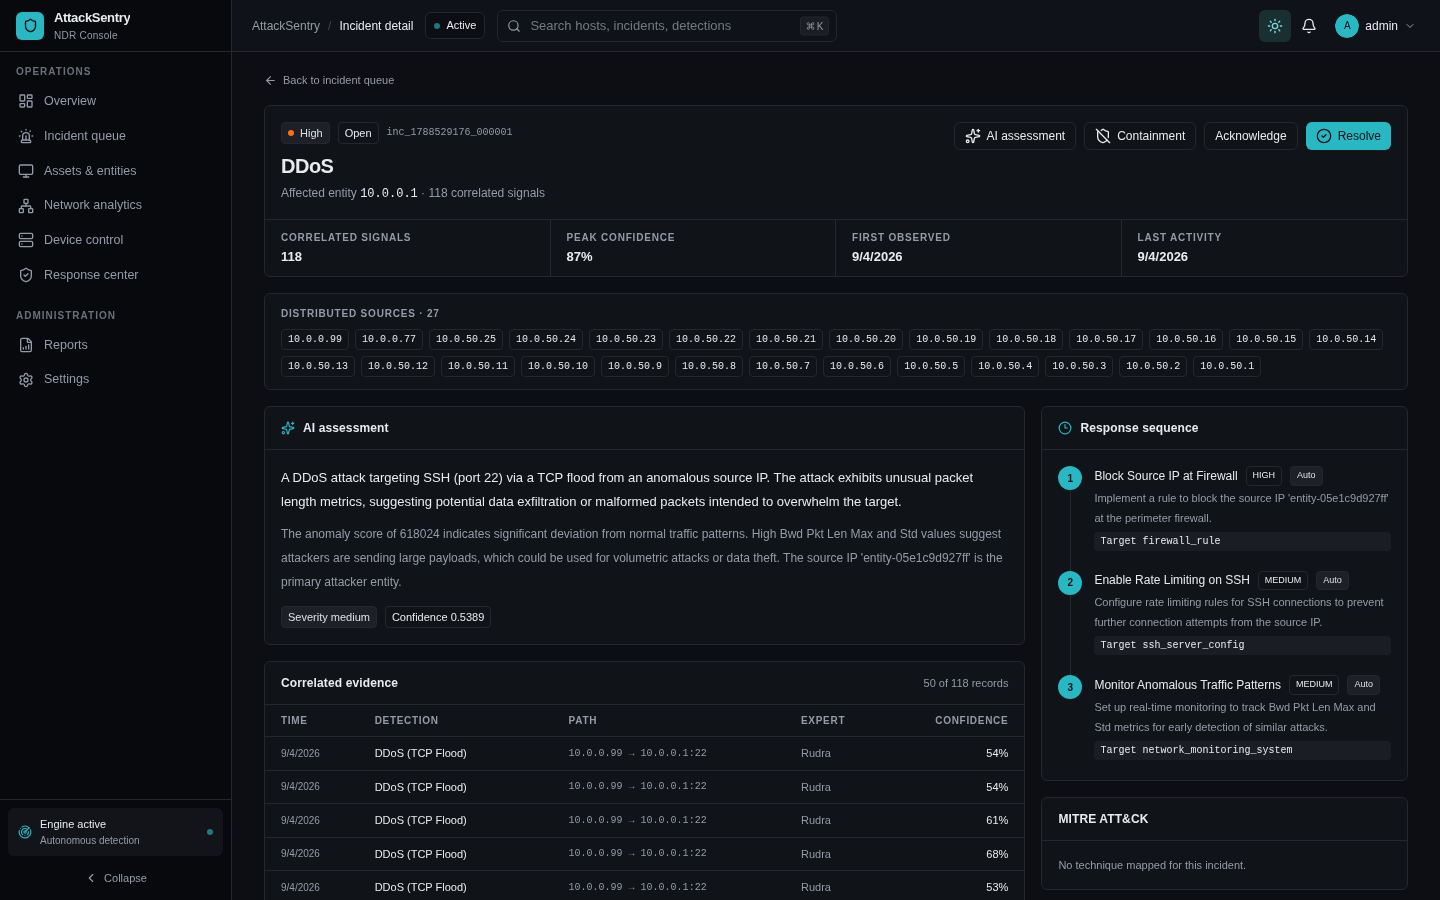 AttackSentry
NDR Console
AttackSentry / Incident detail
Active
Search hosts, incidents, detections
⌘K
A admin
OPERATIONS
Overview
Incident queue
Assets & entities
Network analytics
Device control
Response center
ADMINISTRATION
Reports
Settings
Engine active
Autonomous detection
Collapse
Back to incident queue
High Open inc_1788529176_000001
AI assessment Containment Acknowledge Resolve
DDoS
Affected entity 10.0.0.1 · 118 correlated signals
CORRELATED SIGNALS PEAK CONFIDENCE FIRST OBSERVED LAST ACTIVITY
118 87% 9/4/2026 9/4/2026
DISTRIBUTED SOURCES · 27
10.0.0.99 10.0.0.77 10.0.50.25 10.0.50.24 10.0.50.23 10.0.50.22 10.0.50.21 10.0.50.20 10.0.50.19 10.0.50.18 10.0.50.17 10.0.50.16 10.0.50.15 10.0.50.14
10.0.50.13 10.0.50.12 10.0.50.11 10.0.50.10 10.0.50.9 10.0.50.8 10.0.50.7 10.0.50.6 10.0.50.5 10.0.50.4 10.0.50.3 10.0.50.2 10.0.50.1
AI assessment
A DDoS attack targeting SSH (port 22) via a TCP flood from an anomalous source IP. The attack exhibits unusual packet
length metrics, suggesting potential data exfiltration or malformed packets intended to overwhelm the target.
The anomaly score of 618024 indicates significant deviation from normal traffic patterns. High Bwd Pkt Len Max and Std values suggest
attackers are sending large payloads, which could be used for volumetric attacks or data theft. The source IP 'entity-05e1c9d927ff' is the
primary attacker entity.
Severity medium Confidence 0.5389
Correlated evidence 50 of 118 records
TIME DETECTION PATH EXPERT CONFIDENCE
9/4/2026 DDoS (TCP Flood) 10.0.0.99 → 10.0.0.1:22 Rudra 54%
9/4/2026 DDoS (TCP Flood) 10.0.0.99 → 10.0.0.1:22 Rudra 54%
9/4/2026 DDoS (TCP Flood) 10.0.0.99 → 10.0.0.1:22 Rudra 61%
9/4/2026 DDoS (TCP Flood) 10.0.0.99 → 10.0.0.1:22 Rudra 68%
9/4/2026 DDoS (TCP Flood) 10.0.0.99 → 10.0.0.1:22 Rudra 53%
Response sequence
1 Block Source IP at Firewall HIGH Auto
Implement a rule to block the source IP 'entity-05e1c9d927ff'
at the perimeter firewall.
Target firewall_rule
2 Enable Rate Limiting on SSH MEDIUM Auto
Configure rate limiting rules for SSH connections to prevent
further connection attempts from the source IP.
Target ssh_server_config
3 Monitor Anomalous Traffic Patterns MEDIUM Auto
Set up real-time monitoring to track Bwd Pkt Len Max and
Std metrics for early detection of similar attacks.
Target network_monitoring_system
MITRE ATT&CK
No technique mapped for this incident.